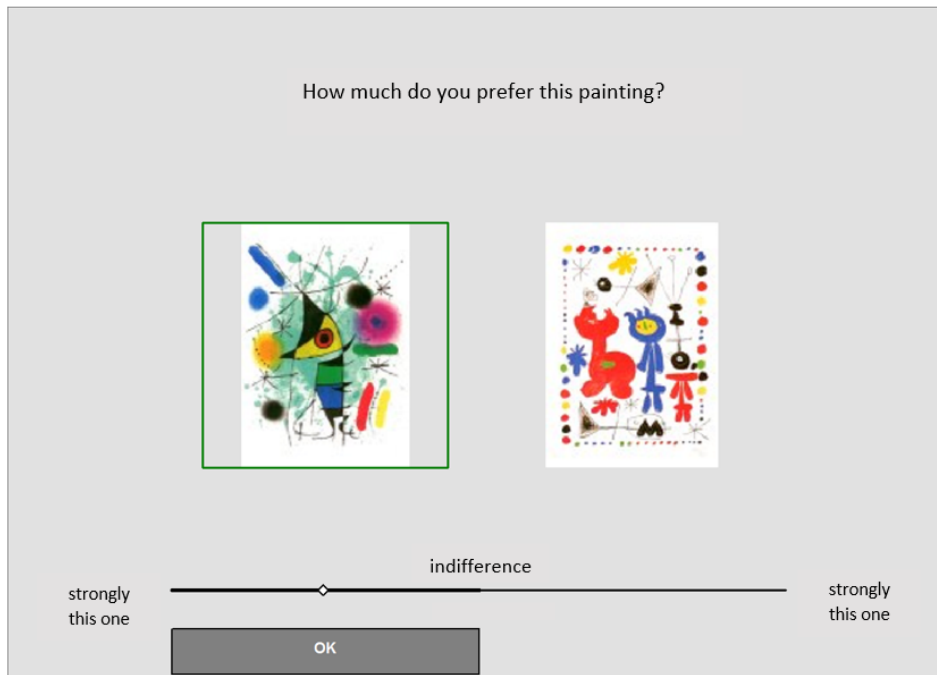 How much do you prefer this painting?
indifference
strongly
this one
strongly
this one
OK